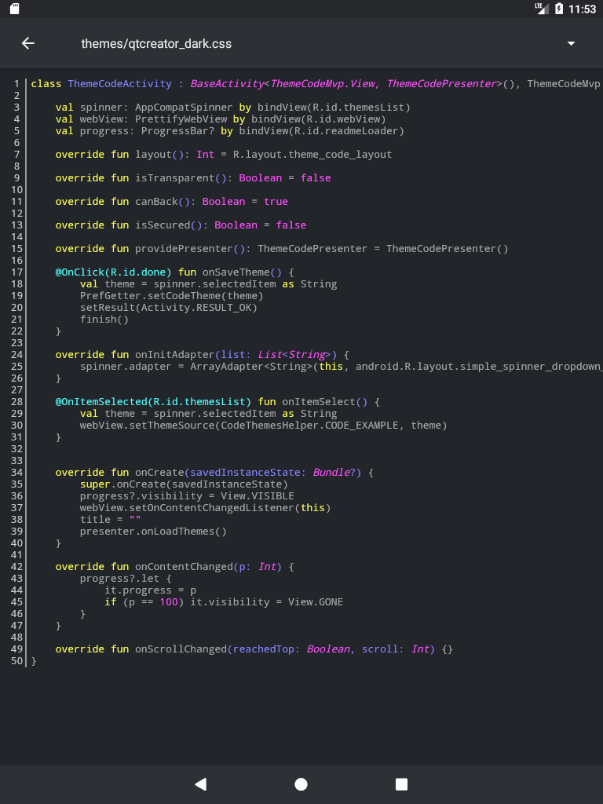 LTE 11:53
themes/qtcreator_dark.css
1 class ThemeCodeActivity : BaseActivity<ThemeCodeMvp.View, ThemeCodePresenter>(), ThemeCodeMvp
2
3     val spinner: AppCompatSpinner by bindView(R.id.themesList)
4     val webView: PrettifyWebView by bindView(R.id.webView)
5     val progress: ProgressBar? by bindView(R.id.readmeLoader)
6
7     override fun layout(): Int = R.layout.theme_code_layout
8
9     override fun isTransparent(): Boolean = false
10
11     override fun canBack(): Boolean = true
12
13     override fun isSecured(): Boolean = false
14
15     override fun providePresenter(): ThemeCodePresenter = ThemeCodePresenter()
16
17     @OnClick(R.id.done) fun onSaveTheme() {
18         val theme = spinner.selectedItem as String
19         PrefGetter.setCodeTheme(theme)
20         setResult(Activity.RESULT_OK)
21         finish()
22     }
23
24     override fun onInitAdapter(list: List<String>) {
25         spinner.adapter = ArrayAdapter<String>(this, android.R.layout.simple_spinner_dropdown_
26     }
27
28     @OnItemSelected(R.id.themesList) fun onItemSelect() {
29         val theme = spinner.selectedItem as String
30         webView.setThemeSource(CodeThemesHelper.CODE_EXAMPLE, theme)
31     }
32
33
34     override fun onCreate(savedInstanceState: Bundle?) {
35         super.onCreate(savedInstanceState)
36         progress?.visibility = View.VISIBLE
37         webView.setOnContentChangedListener(this)
38         title = ""
39         presenter.onLoadThemes()
40     }
41
42     override fun onContentChanged(p: Int) {
43         progress?.let {
44             it.progress = p
45             if (p == 100) it.visibility = View.GONE
46         }
47     }
48
49     override fun onScrollChanged(reachedTop: Boolean, scroll: Int) {}
50 }